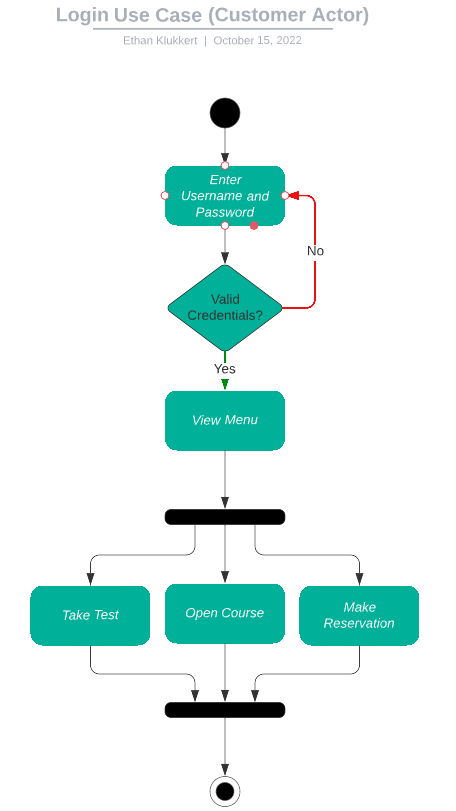 Login Use Case (Customer Actor)
Ethan Klukkert | October 15, 2022
Enter
Username and
Password
No
Valid
Credentials?
Yes
View Menu
Take Test
Open Course
Make
Reservation